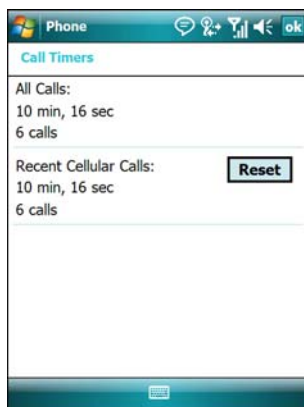 Phone
ok
Call Timers
All Calls:
10 min, 16 sec
6 calls
Recent Cellular Calls:
Reset
10 min, 16 sec
6 calls